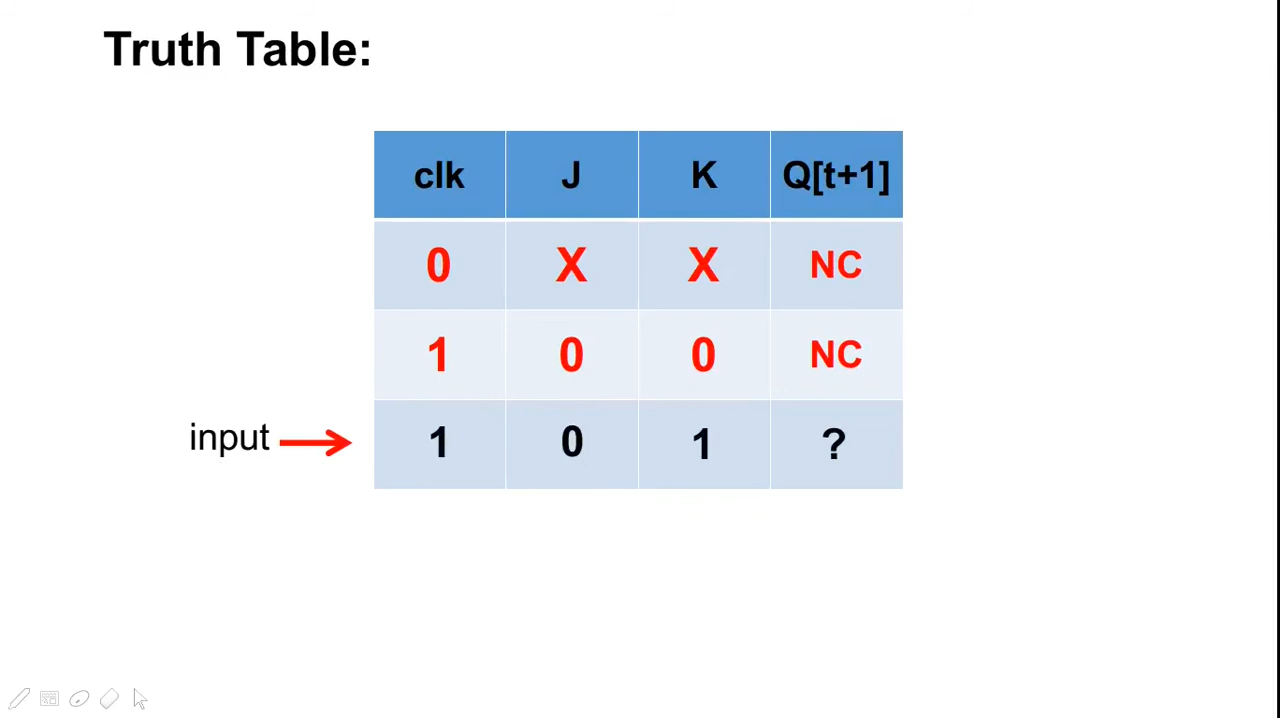 Truth Table:
clk J K Q[t+1]
0 X X NC
1 0 0 NC
input 1 0 1 ?